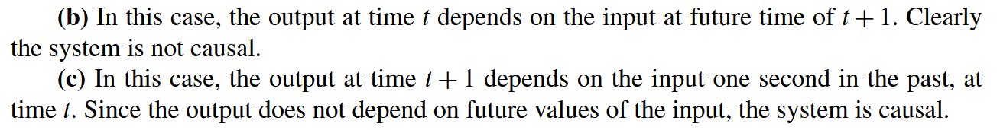 (b) In this case, the output at time t depends on the input at future time of t + 1. Clearly
the system is not causal.
(c) In this case, the output at time t + 1 depends on the input one second in the past, at
time t. Since the output does not depend on future values of the input, the system is causal.